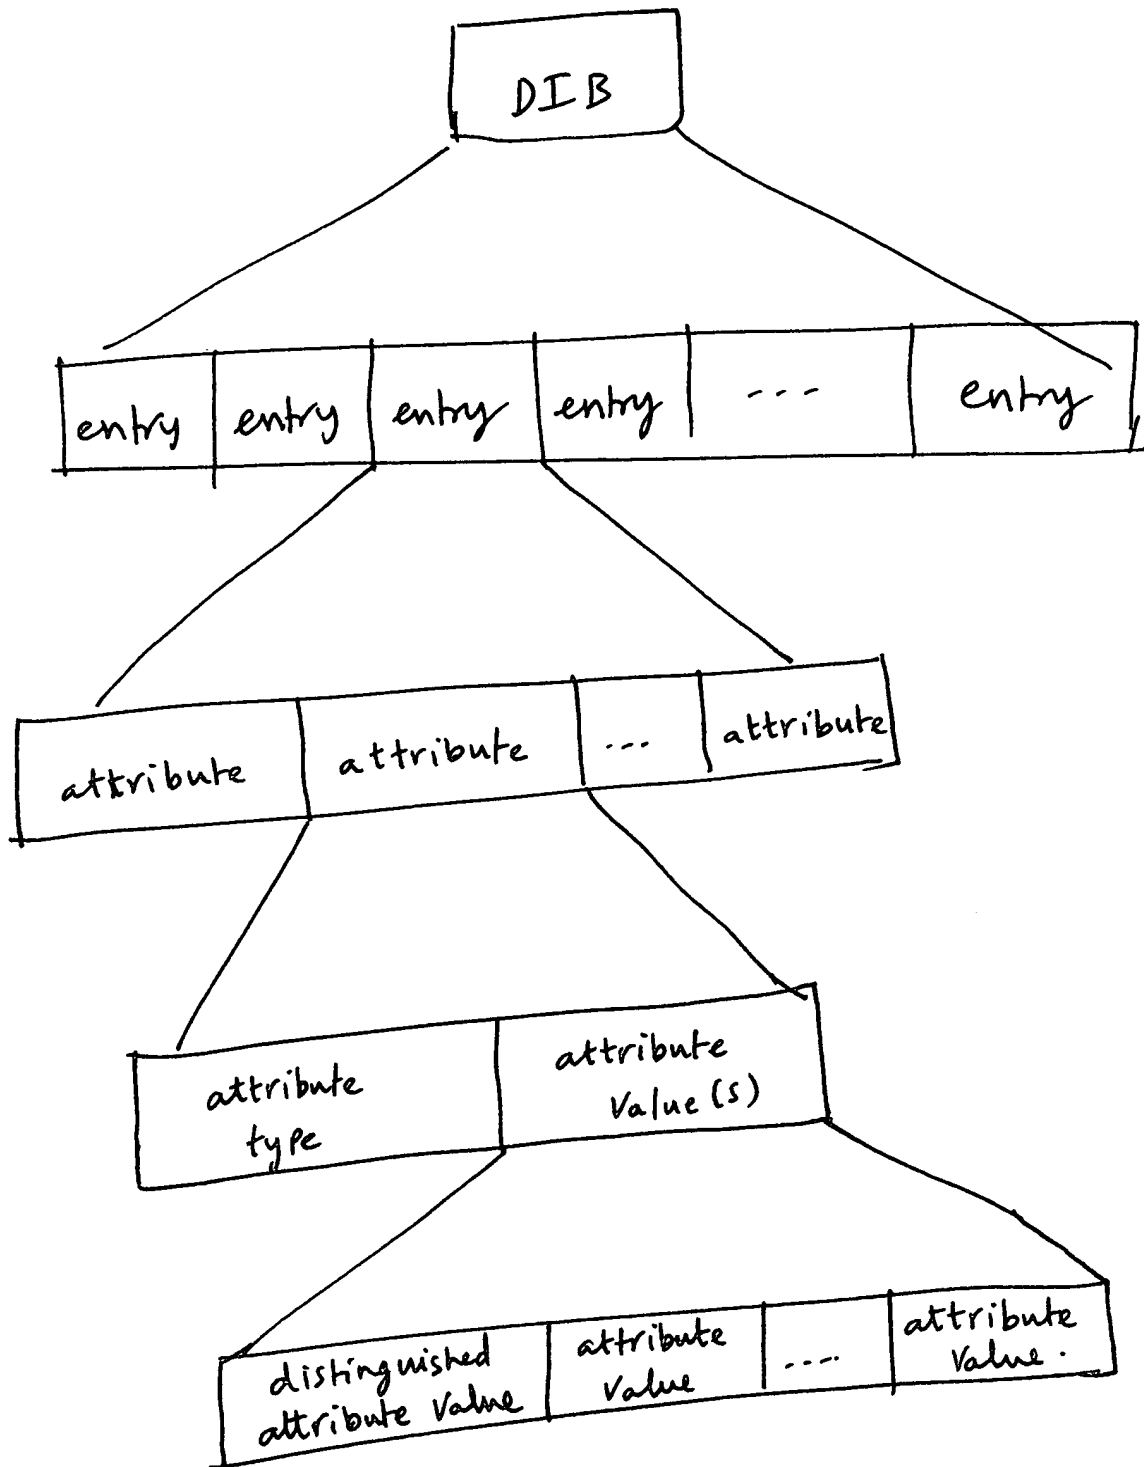 DIB
entry entry entry entry --- entry
attribute attribute --- attribute
attribute attribute
type value(s)
distinguished attribute ---- attribute
attribute value value value.